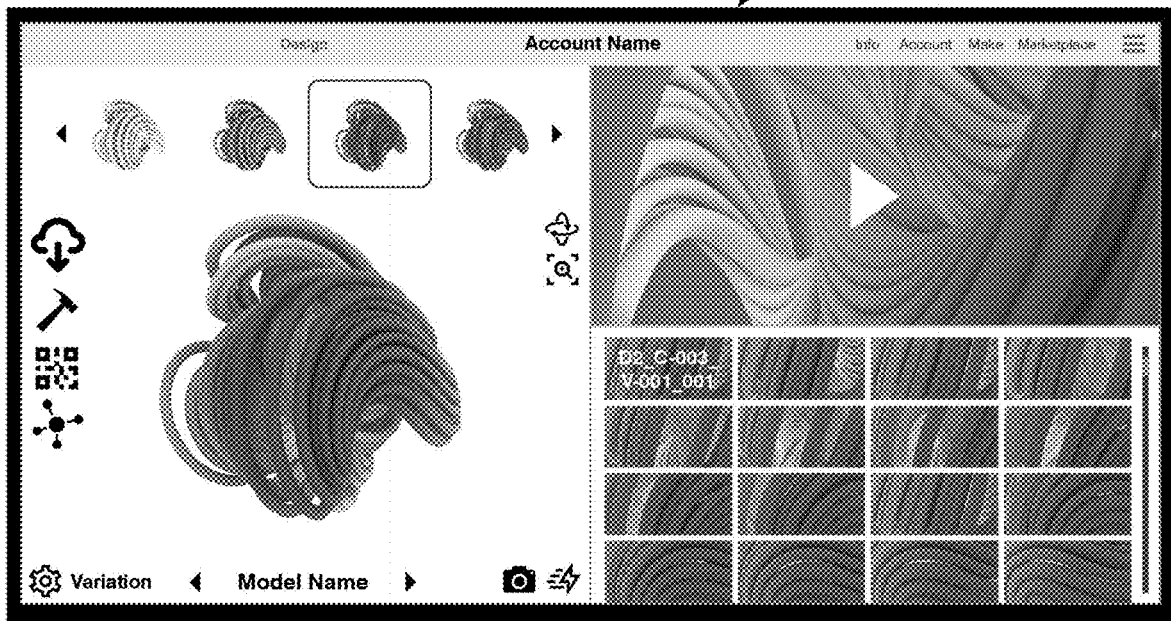 Design
Account Name
Info Account Make Marketplace
D2_C-003_
V-001_001
Variation
Model Name